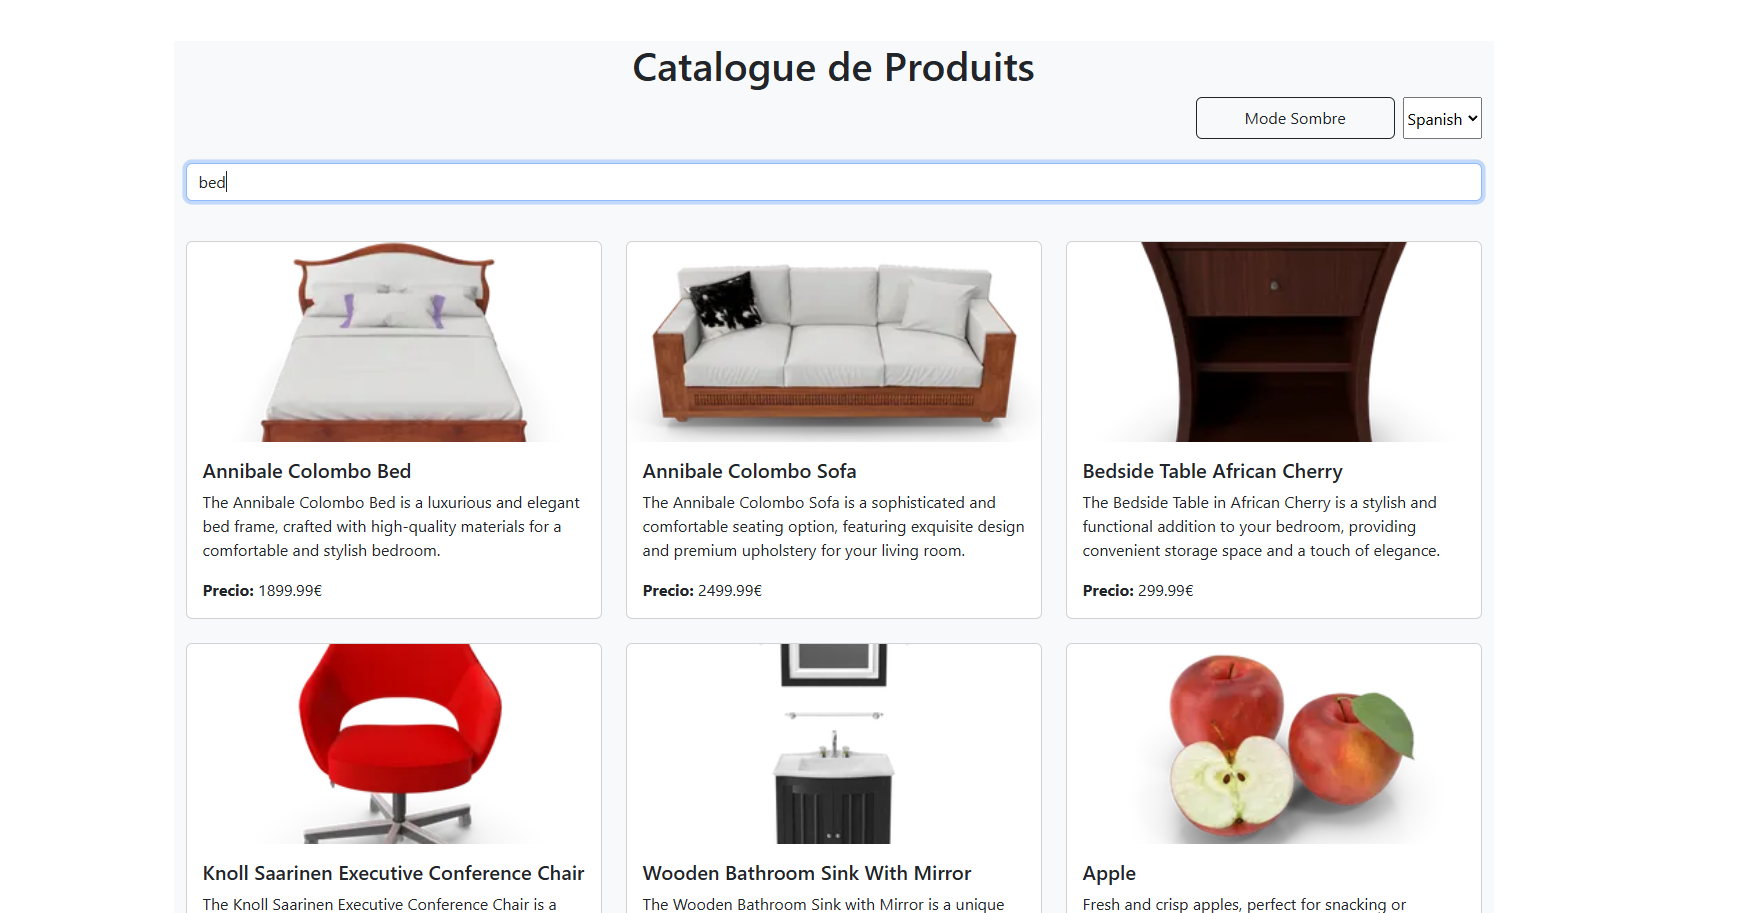 Catalogue de Produits
Mode Sombre
Spanish
bed
Annibale Colombo Bed
The Annibale Colombo Bed is a luxurious and elegant
bed frame, crafted with high-quality materials for a
comfortable and stylish bedroom.
Precio: 1899.99€
Annibale Colombo Sofa
The Annibale Colombo Sofa is a sophisticated and
comfortable seating option, featuring exquisite design
and premium upholstery for your living room.
Precio: 2499.99€
Bedside Table African Cherry
The Bedside Table in African Cherry is a stylish and
functional addition to your bedroom, providing
convenient storage space and a touch of elegance.
Precio: 299.99€
Knoll Saarinen Executive Conference Chair
The Knoll Saarinen Executive Conference Chair is a
Wooden Bathroom Sink With Mirror
The Wooden Bathroom Sink with Mirror is a unique
Apple
Fresh and crisp apples, perfect for snacking or